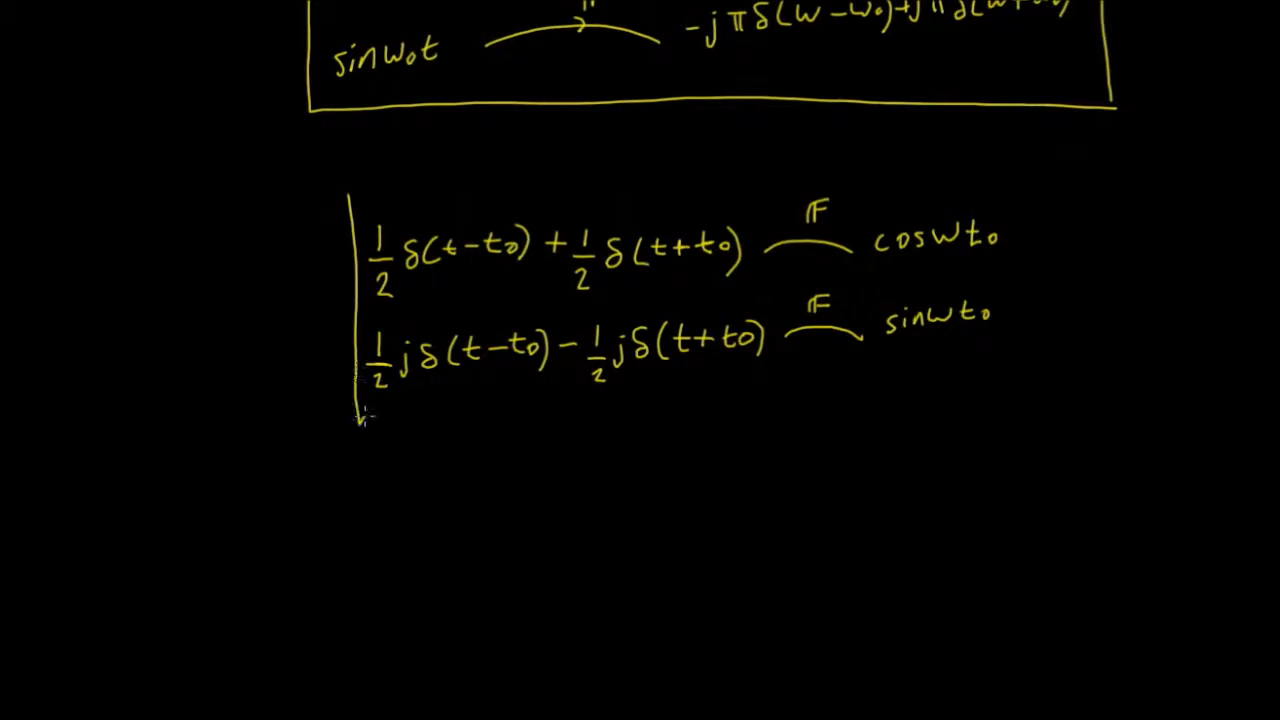 sinω₀t 𝔽 -jπδ(ω-ω₀)+jπδ(ω+ω₀)
1/2 δ(t-t₀) + 1/2 δ(t+t₀) 𝔽 cosωt₀
1/2 jδ(t-t₀) - 1/2 jδ(t+t₀) 𝔽 sinωt₀